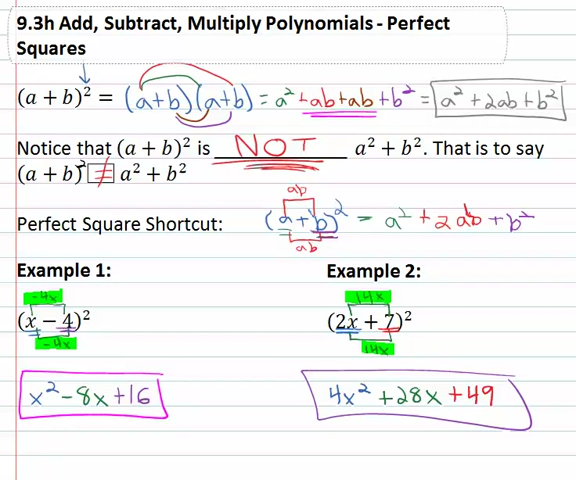 9.3h Add, Subtract, Multiply Polynomials - Perfect
Squares
(a + b)² = (a+b)(a+b) = a² + ab + ab + b² = a² + 2ab + b²
Notice that (a + b)² is NOT a² + b². That is to say
(a + b)² ≠ a² + b²
ab
Perfect Square Shortcut: (a + b)² = a² + 2ab + b²
ab
Example 1: Example 2:
-4x 14x
(x − 4)² (2x + 7)²
-4x 14x
x² - 8x + 16 4x² + 28x + 49